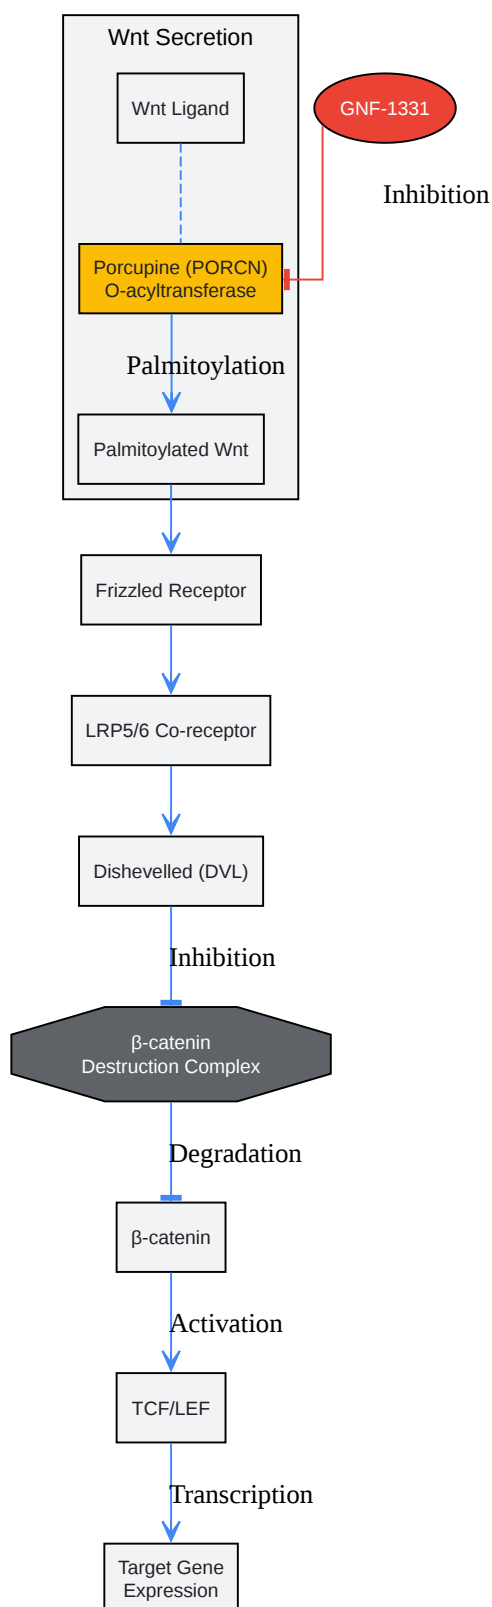 Wnt Secretion
Wnt Ligand
GNF-1331
Inhibition
Porcupine (PORCN)
O-acyltransferase
Palmitoylation
Palmitoylated Wnt
Frizzled Receptor
LRP5/6 Co-receptor
Dishevelled (DVL)
Inhibition
β-catenin
Destruction Complex
Degradation
β-catenin
Activation
TCF/LEF
Transcription
Target Gene
Expression